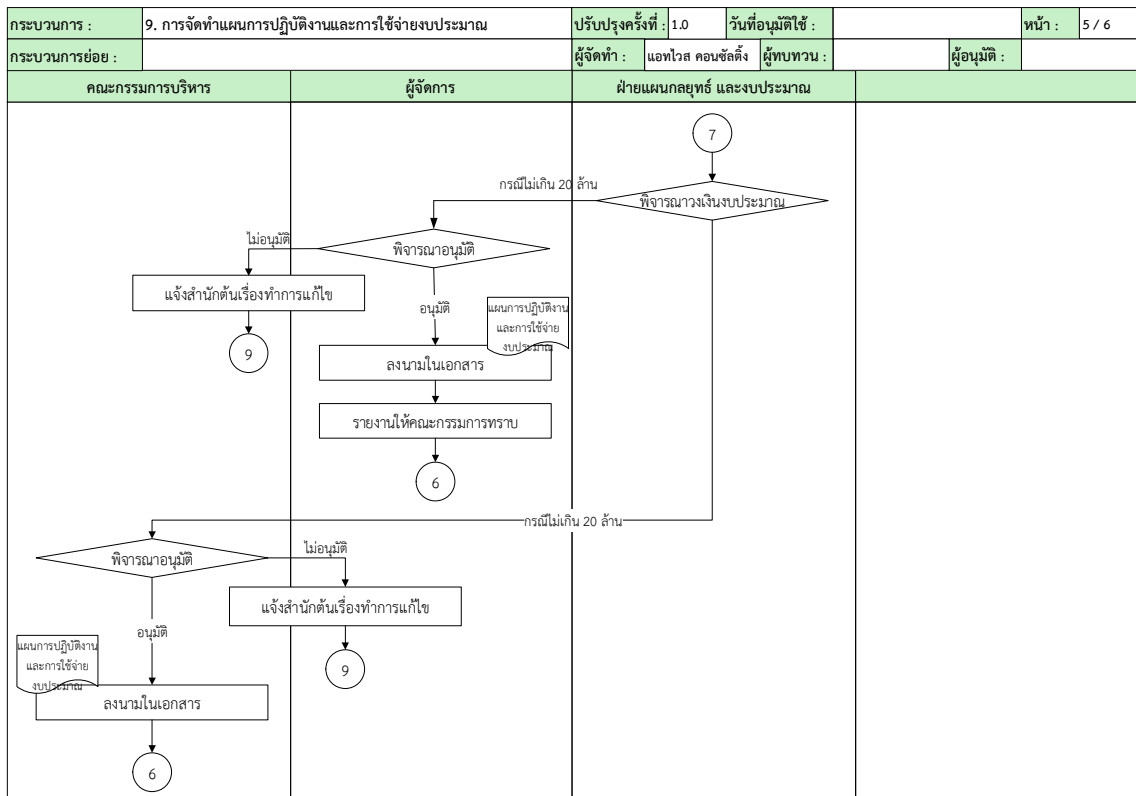 กระบวนการ : 9. การจัดทำแผนการปฏิบัติงานและการใช้จ่ายงบประมาณ ปรับปรุงครั้งที่ : 1.0 วันที่อนุมัติใช้ : หน้า : 5 / 6
กระบวนการย่อย : ผู้จัดทำ : แอทไวส คอนซัลติ้ง ผู้ทบทวน : ผู้อนุมัติ :
คณะกรรมการบริหาร ผู้จัดการ ฝ่ายแผนกลยุทธ์ และงบประมาณ
7
กรณีไม่เกิน 20 ล้าน
พิจารณาวงเงินงบประมาณ
ไม่อนุมัติ
พิจารณาอนุมัติ
แจ้งสำนักต้นเรื่องทำการแก้ไข
อนุมัติ
แผนการปฏิบัติงาน
และการใช้จ่าย
งบประมาณ
9
ลงนามในเอกสาร
รายงานให้คณะกรรมการทราบ
6
กรณีไม่เกิน 20 ล้าน
พิจารณาอนุมัติ
ไม่อนุมัติ
แจ้งสำนักต้นเรื่องทำการแก้ไข
อนุมัติ
แผนการปฏิบัติงาน
และการใช้จ่าย
งบประมาณ
9
ลงนามในเอกสาร
6